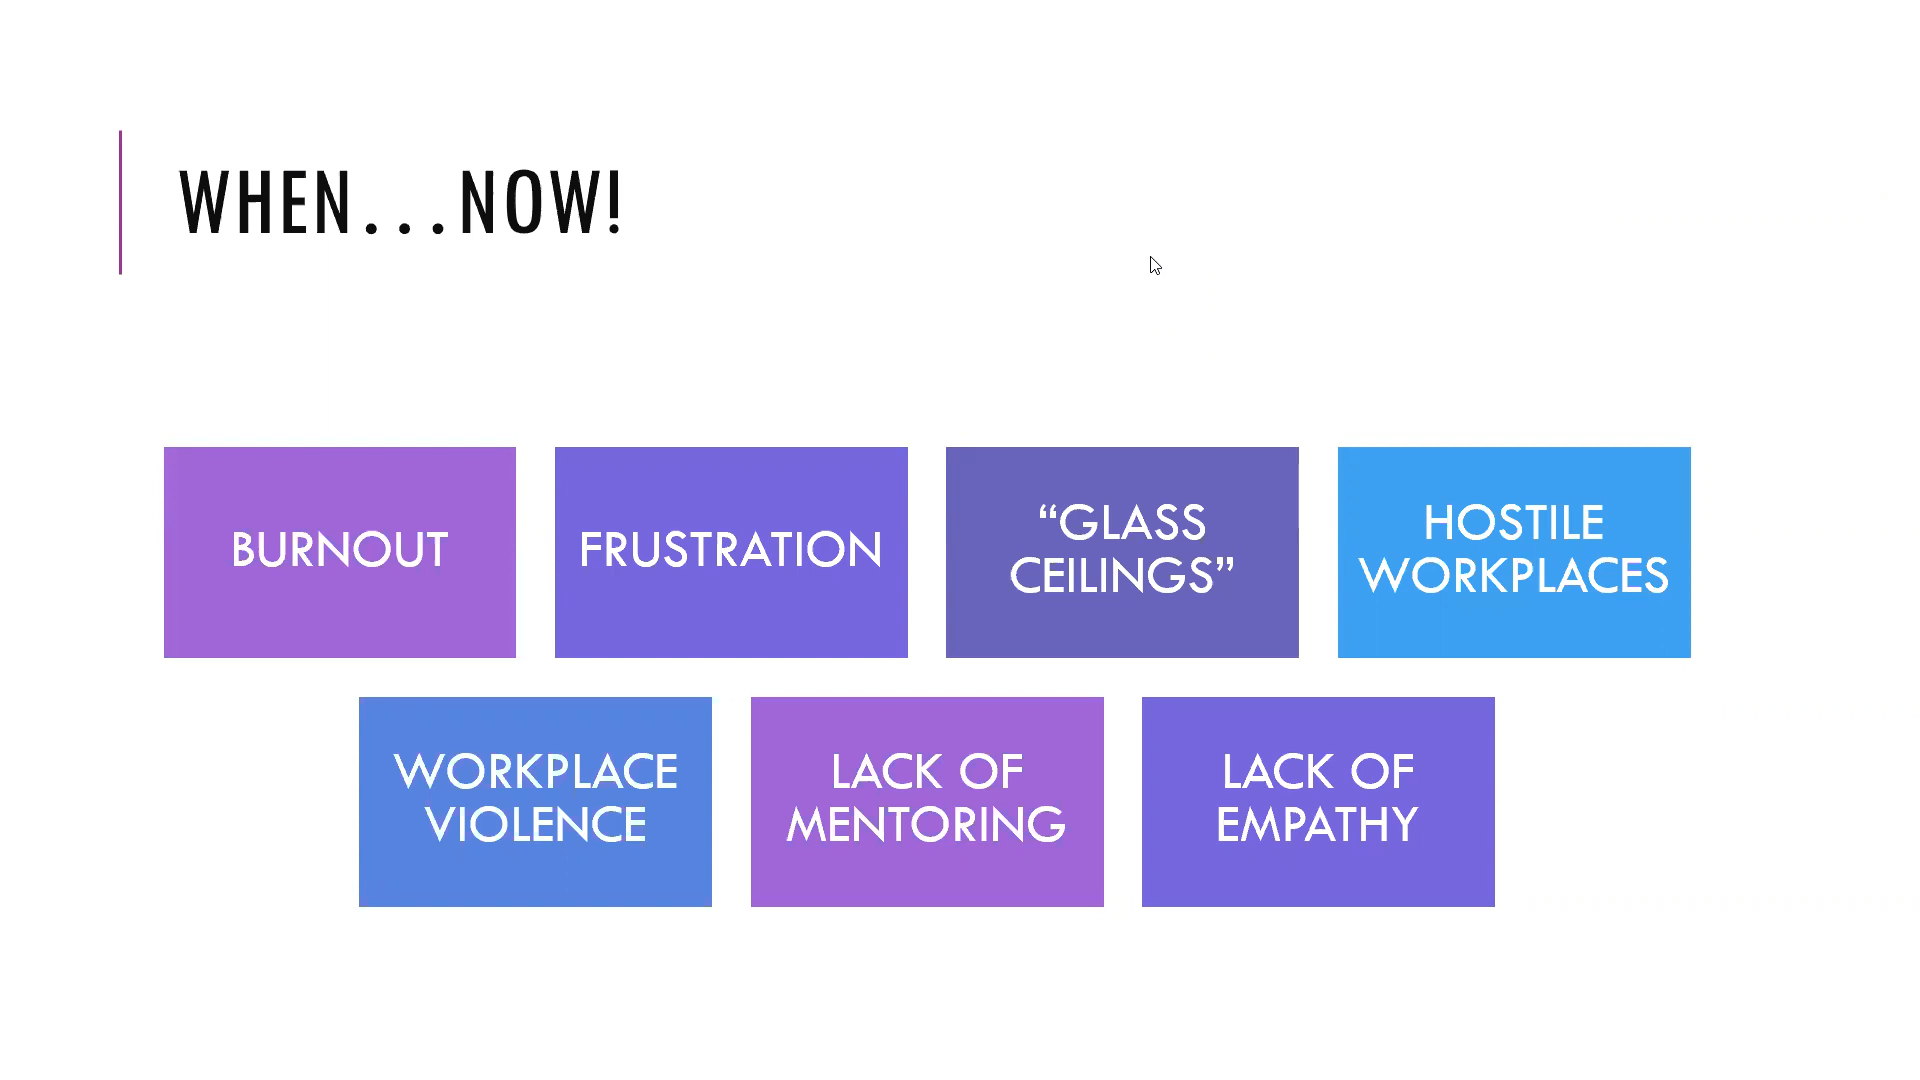 WHEN...NOW!
BURNOUT
FRUSTRATION
“GLASS
CEILINGS”
HOSTILE
WORKPLACES
WORKPLACE
VIOLENCE
LACK OF
MENTORING
LACK OF
EMPATHY